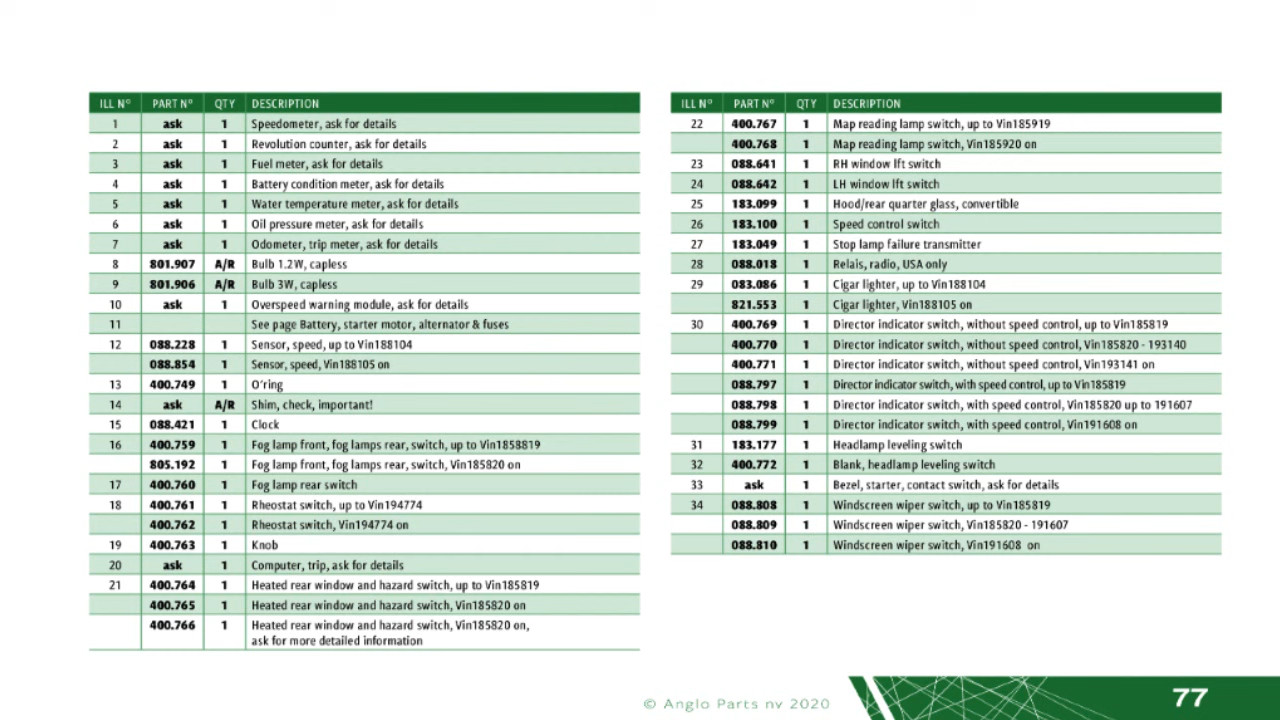 ILL N° PART N° QTY DESCRIPTION
1 ask 1 Speedometer, ask for details
2 ask 1 Revolution counter, ask for details
3 ask 1 Fuel meter, ask for details
4 ask 1 Battery condition meter, ask for details
5 ask 1 Water temperature meter, ask for details
6 ask 1 Oil pressure meter, ask for details
7 ask 1 Odometer, trip meter, ask for details
8 801.907 A/R Bulb 1.2W, capless
9 801.906 A/R Bulb 3W, capless
10 ask 1 Overspeed warning module, ask for details
11 See page Battery, starter motor, alternator & fuses
12 088.228 1 Sensor, speed, up to Vin188104
088.854 1 Sensor, speed, Vin188105 on
13 400.749 1 O'ring
14 ask A/R Shim, check, important!
15 088.421 1 Clock
16 400.759 1 Fog lamp front, fog lamps rear, switch, up to Vin1858819
805.192 1 Fog lamp front, fog lamps rear, switch, Vin185820 on
17 400.760 1 Fog lamp rear switch
18 400.761 1 Rheostat switch, up to Vin194774
400.762 1 Rheostat switch, Vin194774 on
19 400.763 1 Knob
20 ask 1 Computer, trip, ask for details
21 400.764 1 Heated rear window and hazard switch, up to Vin185819
400.765 1 Heated rear window and hazard switch, Vin185820 on
400.766 1 Heated rear window and hazard switch, Vin185820 on,
ask for more detailed information
ILL N° PART N° QTY DESCRIPTION
22 400.767 1 Map reading lamp switch, up to Vin185919
400.768 1 Map reading lamp switch, Vin185920 on
23 088.641 1 RH window lft switch
24 088.642 1 LH window lft switch
25 183.099 1 Hood/rear quarter glass, convertible
26 183.100 1 Speed control switch
27 183.049 1 Stop lamp failure transmitter
28 088.018 1 Relais, radio, USA only
29 083.086 1 Cigar lighter, up to Vin188104
821.553 1 Cigar lighter, Vin188105 on
30 400.769 1 Director indicator switch, without speed control, up to Vin185819
400.770 1 Director indicator switch, without speed control, Vin185820 - 193140
400.771 1 Director indicator switch, without speed control, Vin193141 on
088.797 1 Director indicator switch, with speed control, up to Vin185819
088.798 1 Director indicator switch, with speed control, Vin185820 up to 191607
088.799 1 Director indicator switch, with speed control, Vin191608 on
31 183.177 1 Headlamp leveling switch
32 400.772 1 Blank, headlamp leveling switch
33 ask 1 Bezel, starter, contact switch, ask for details
34 088.808 1 Windscreen wiper switch, up to Vin185819
088.809 1 Windscreen wiper switch, Vin185820 - 191607
088.810 1 Windscreen wiper switch, Vin191608 on
© Anglo Parts nv 2020
77